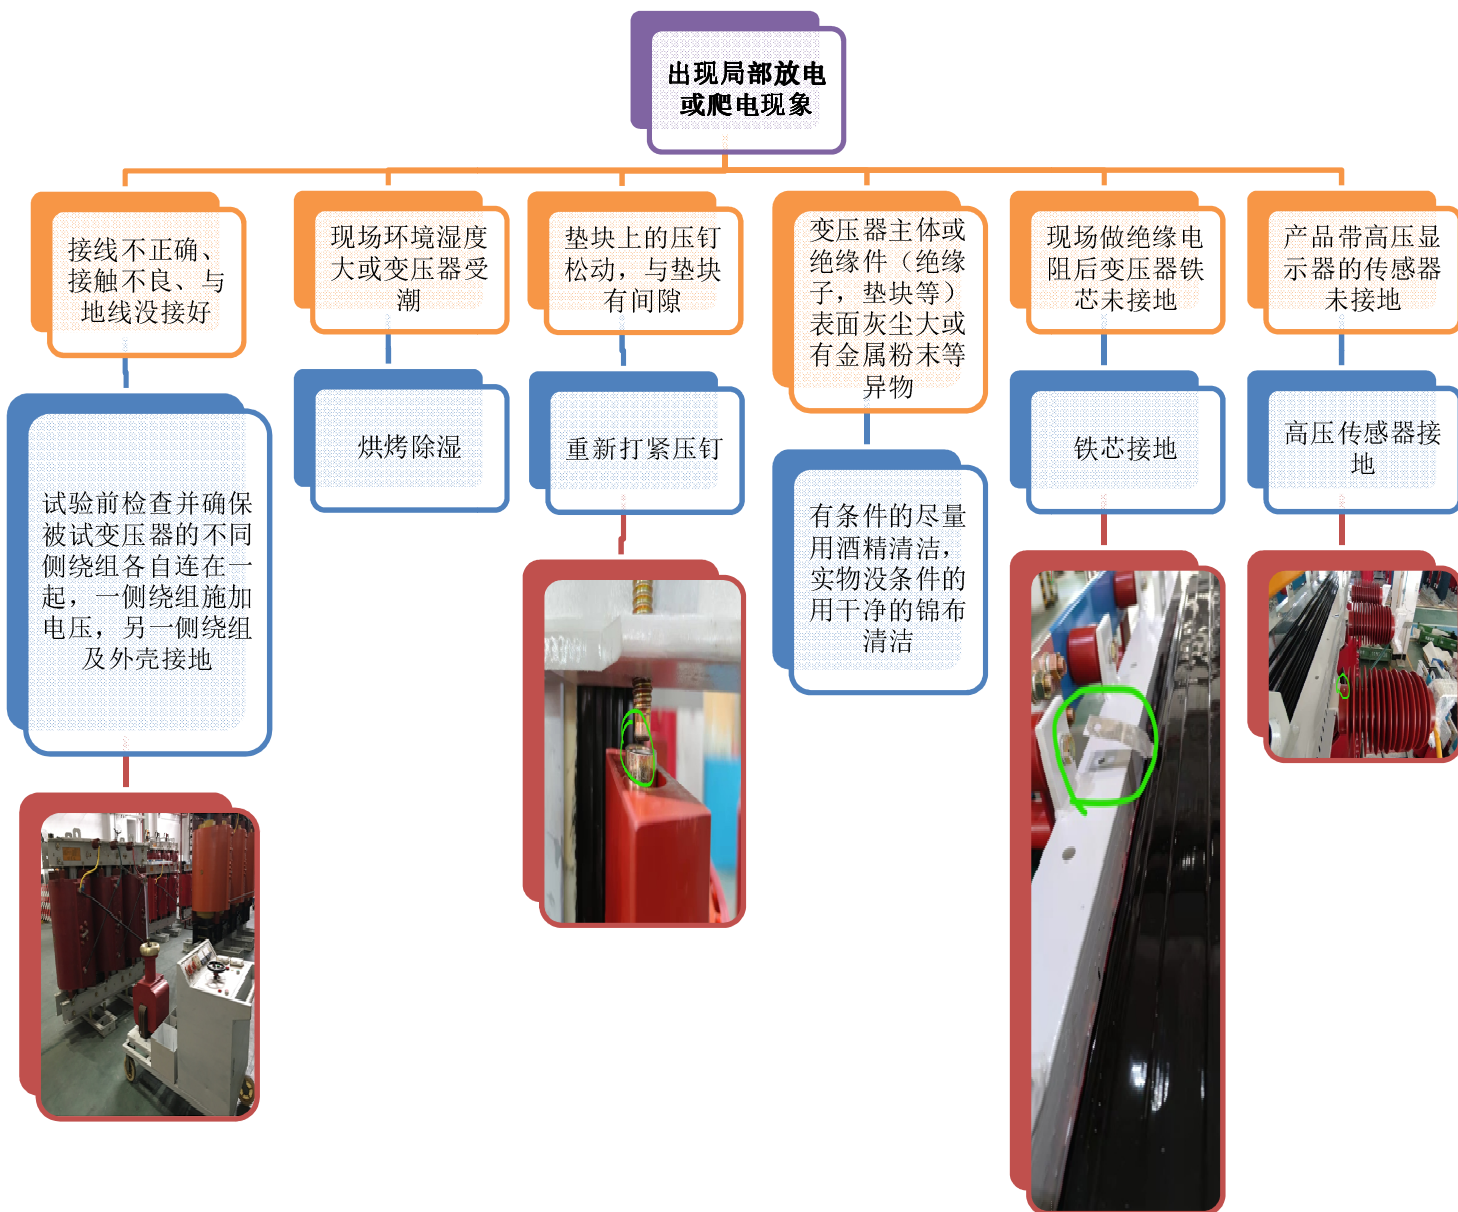 出现局部放电
或爬电现象
接线不正确、
接触不良、与
地线没接好
现场环境湿度
大或变压器受
潮
垫块上的压钉
松动，与垫块
有间隙
变压器主体或
绝缘件（绝缘
子，垫块等）
表面灰尘大或
有金属粉末等
异物
现场做绝缘电
阻后变压器铁
芯未接地
产品带高压显
示器的传感器
未接地
试验前检查并确保
被试变压器的不同
侧绕组各自连在一
起，一侧绕组施加
电压，另一侧绕组
及外壳接地
烘烤除湿
重新打紧压钉
有条件的尽量
用酒精清洁，
实物没条件的
用干净的锦布
清洁
铁芯接地
高压传感器接
地